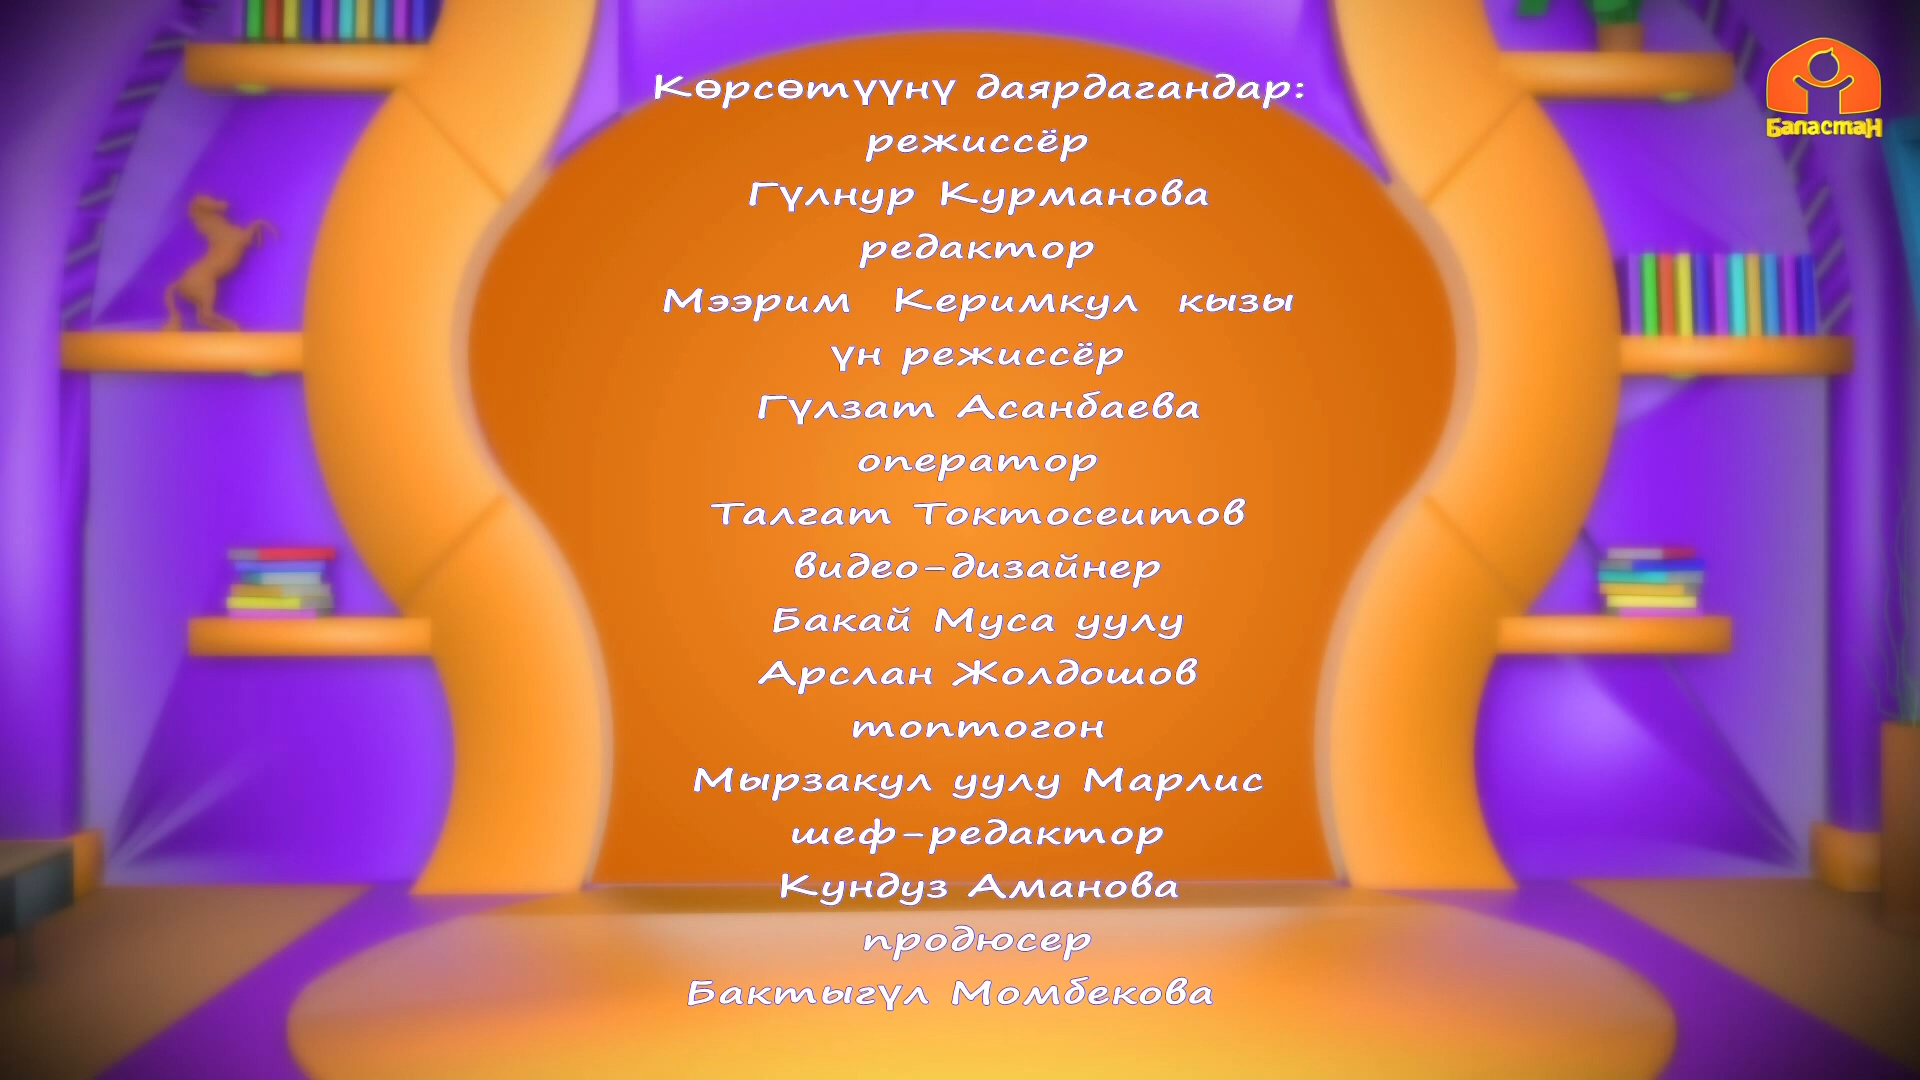 Көрсөтүүнү даярдагандар:
режиссёр
Гүлнур Курманова
редактор
Мээрим Керимкул кызы
үн режиссёр
Гүлзат Асанбаева
оператор
Талгат Токтосеитов
видео-дизайнер
Бакай Муса уулу
Арслан Жолдошов
топтогон
Мырзакул уулу Марлис
шеф-редактор
Кундуз Аманова
продюсер
Бактыгүл Момбекова
Баластан